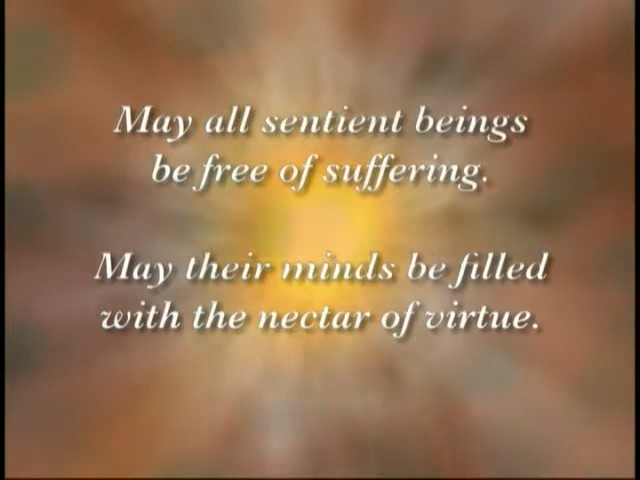 May all sentient beings
be free of suffering.
May their minds be filled
with the nectar of virtue.